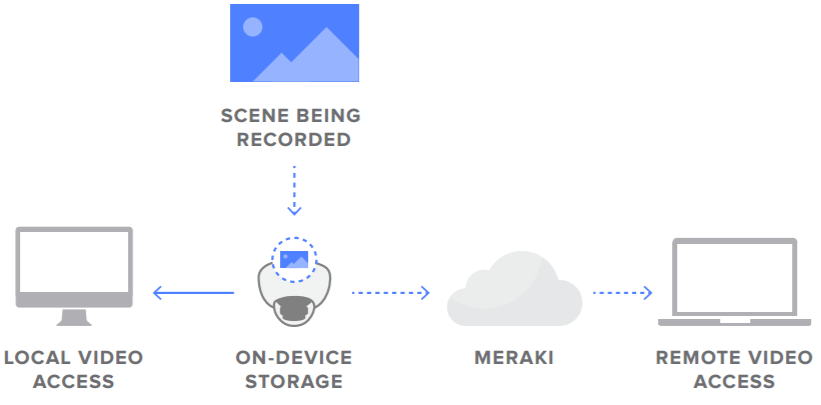 SCENE BEING
RECORDED
LOCAL VIDEO
ACCESS
ON-DEVICE
STORAGE
MERAKI
REMOTE VIDEO
ACCESS